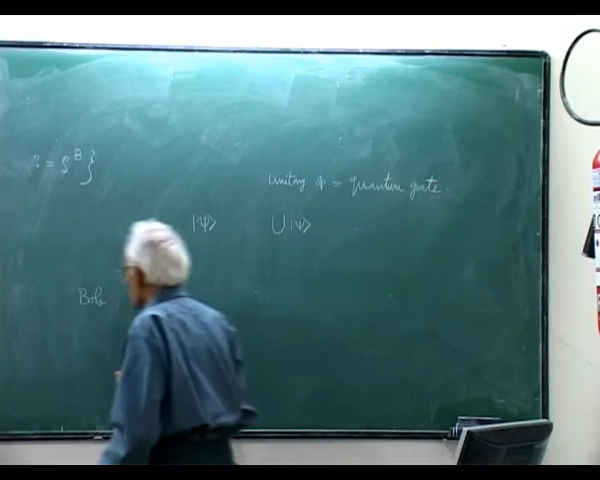 ? = ρ^B }
unitary op = quantum gate.
|ψ⟩ U|ψ⟩
Bob